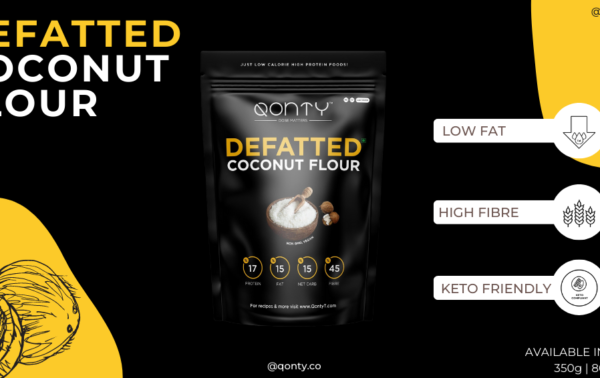 EFATTED
OCONUT
LOUR
@
JUST LOW CALORIE HIGH PROTEIN FOODS!
QONTY
DEFATTED
COCONUT FLOUR
17
15
15
45
PROTEIN
FAT
NET CARB
FIBRE
For recipes & more visit www.QontyT.com
LOW FAT
HIGH FIBRE
KETO FRIENDLY
AVAILABLE IN
350g | 80
@qonty.co